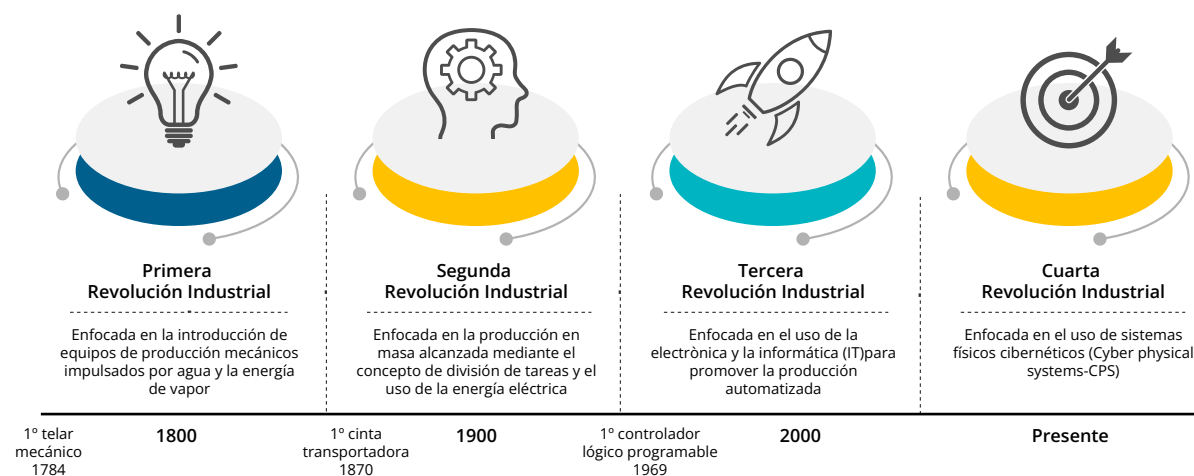 Primera
Revolución Industrial
Enfocada en la introducción de
equipos de producción mecánicos
impulsados por agua y la energía
de vapor
Segunda
Revolución Industrial
Enfocada en la producción en
masa alcanzada mediante el
concepto de división de tareas y el
uso de la energía eléctrica
Tercera
Revolución Industrial
Enfocada en el uso de la
electrònica y la informática (IT)para
promover la producción
automatizada
Cuarta
Revolución Industrial
Enfocada en el uso de sistemas
físicos cibernéticos (Cyber physical
systems-CPS)
1º telar
mecánico
1784
1800
1º cinta
transportadora
1870
1900
1º controlador
lógico programable
1969
2000
Presente